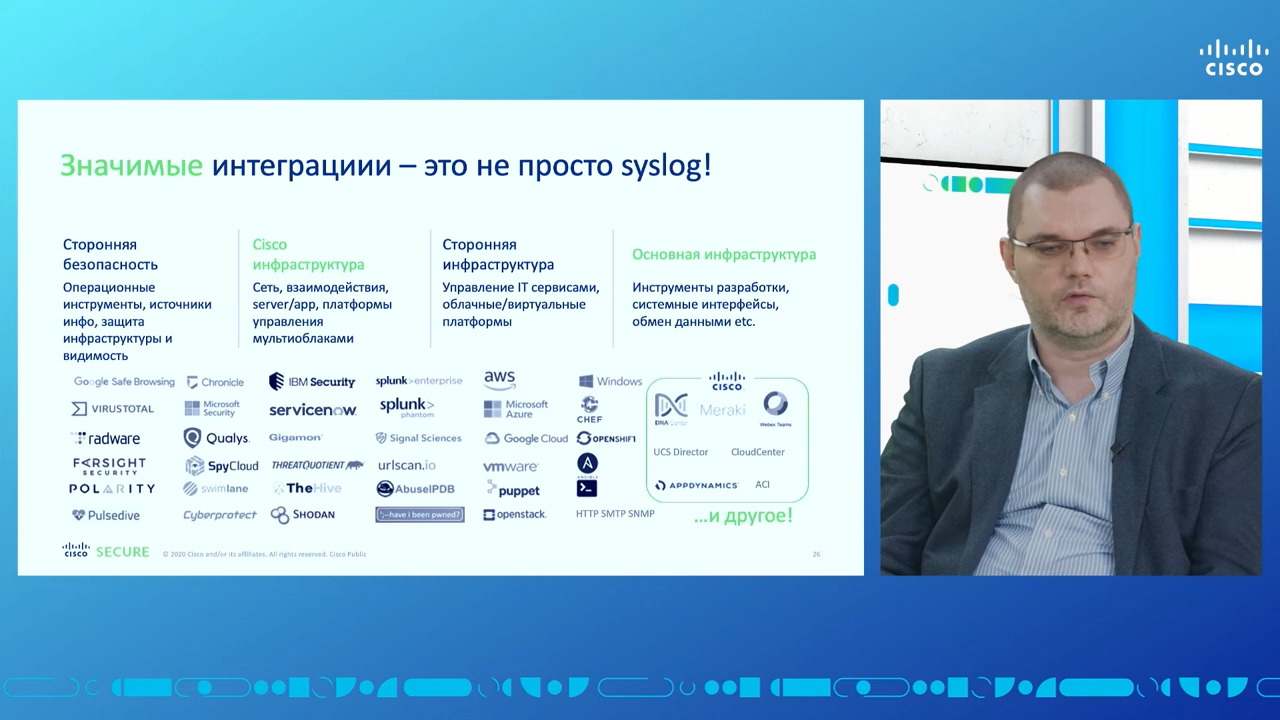 CISCO
Значимые интеграциии – это не просто syslog!
Сторонняя
безопасность
Операционные
инструменты, источники
инфо, защита
инфраструктуры и
видимость
Cisco
инфраструктура
Сеть, взаимодействия,
server/app, платформы
управления
мультиоблаками
Сторонняя
инфраструктура
Управление IT сервисами,
облачные/виртуальные
платформы
Основная инфраструктура
Инструменты разработки,
системные интерфейсы,
обмен данными etc.
Google Safe Browsing
Chronicle
IBM Security
splunk>enterprise
aws
Windows
VIRUSTOTAL
Microsoft
Security
servicenow
splunk>
phantom
Microsoft
Azure
CHEF
radware
Qualys.
Gigamon
Signal Sciences
Google Cloud
OPENSHIFT
FARSIGHT
SECURITY
SpyCloud
THREATQUOTIENT
urlscan.io
vmware
ANSIBLE
POLARITY
swimlane
TheHive
AbuseIPDB
puppet
Pulsedive
Cyberprotect
SHODAN
';--have i been pwned?
openstack.
HTTP SMTP SNMP
CISCO
DNA Center
Meraki
Webex Teams
UCS Director
CloudCenter
APPDYNAMICS
ACI
...и другое!
CISCO SECURE
© 2020 Cisco and/or its affiliates. All rights reserved. Cisco Public
26